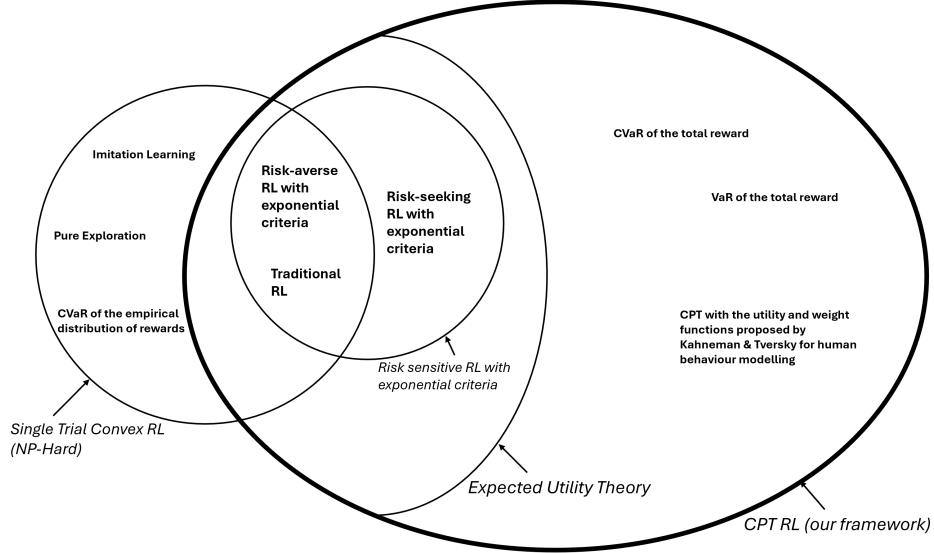 CVaR of the total reward
Imitation Learning
Risk-averse
RL with
exponential
criteria
Risk-seeking
RL with
exponential
criteria
VaR of the total reward
Pure Exploration
Traditional
RL
CVaR of the empirical
distribution of rewards
CPT with the utility and weight
functions proposed by
Kahneman & Tversky for human
behaviour modelling
Risk sensitive RL with
exponential criteria
Single Trial Convex RL
(NP-Hard)
Expected Utility Theory
CPT RL (our framework)